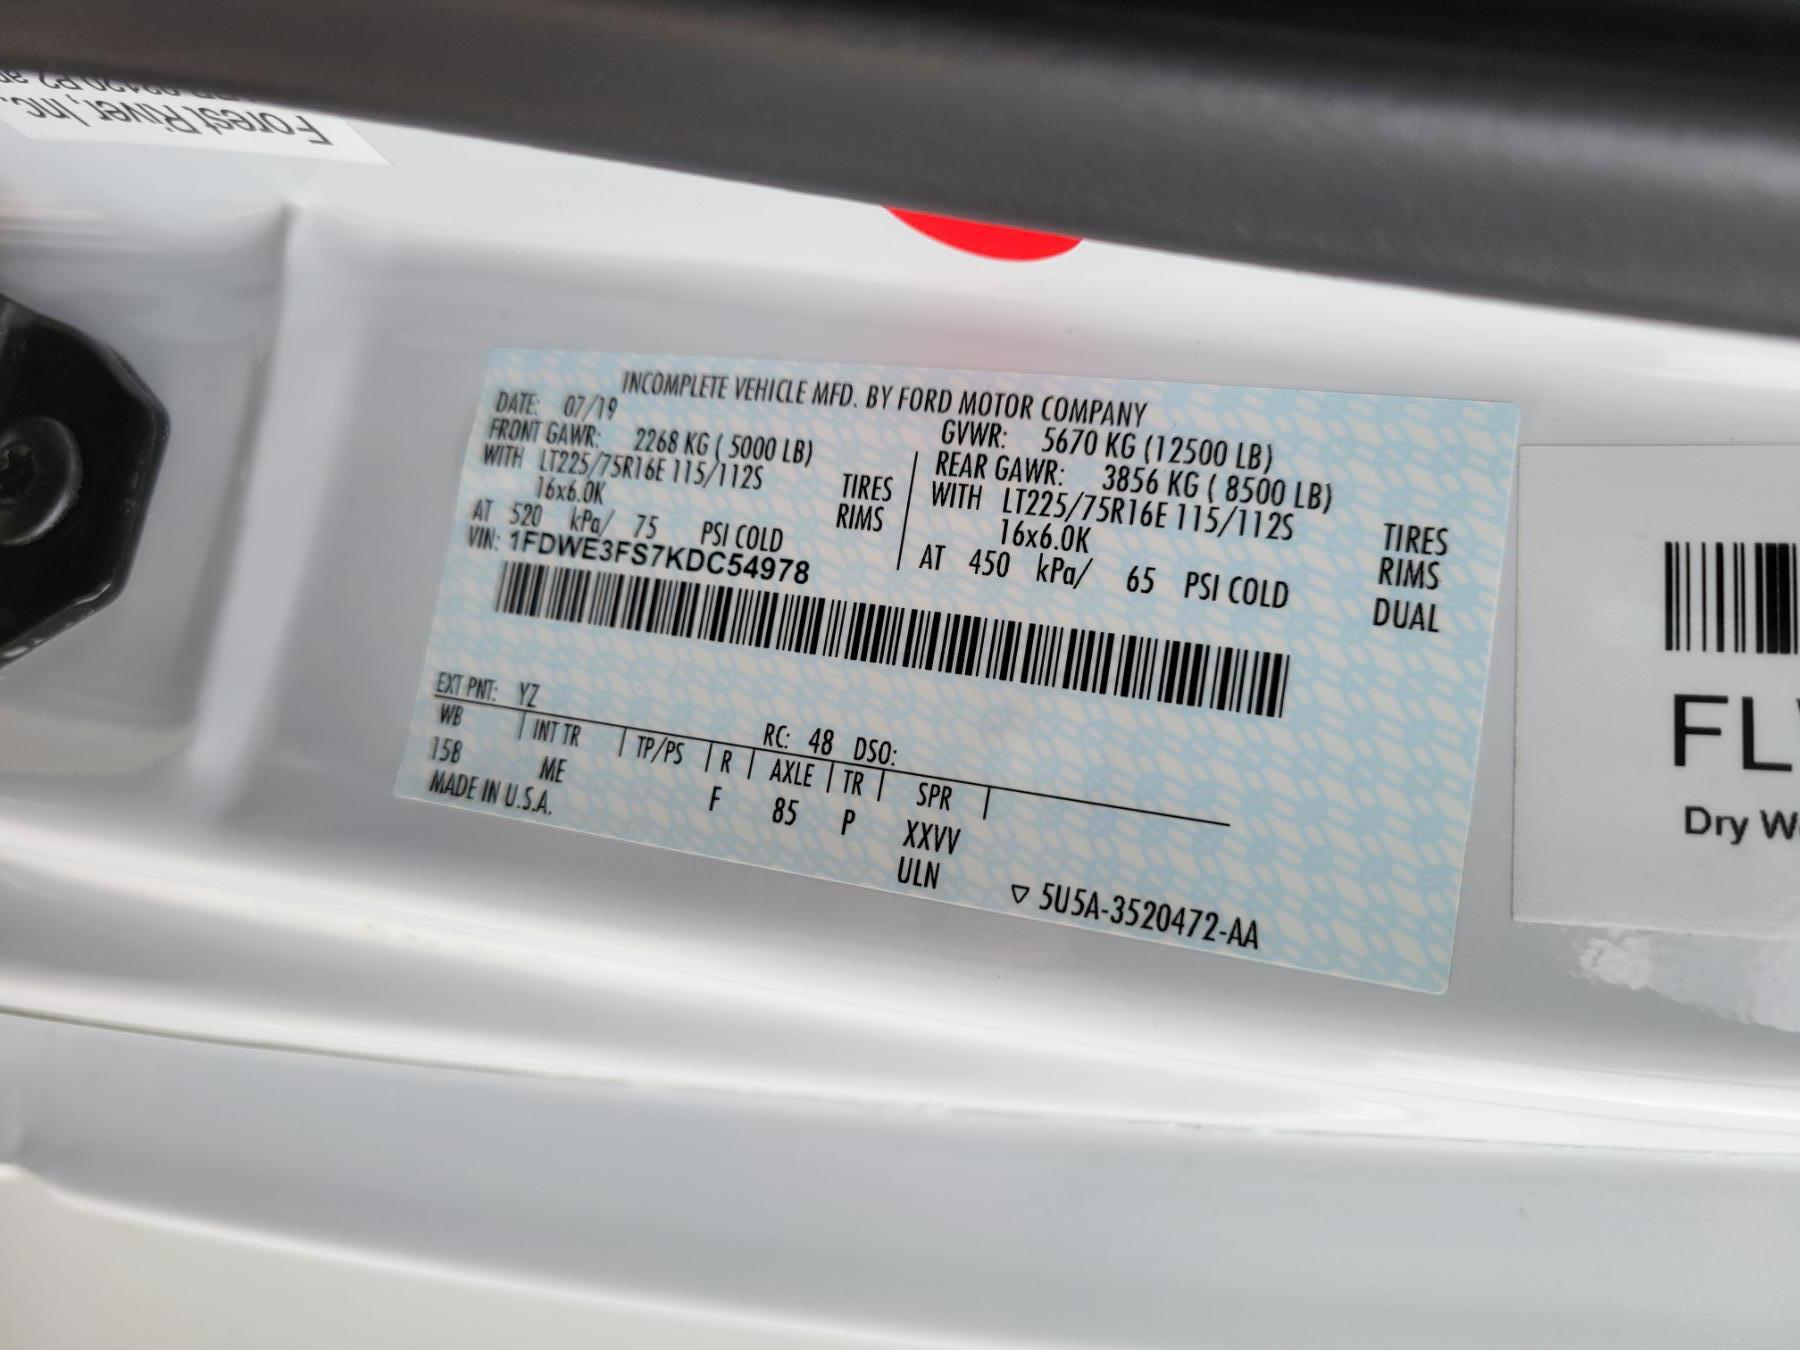 Forest River, Inc.
INCOMPLETE VEHICLE MFD. BY FORD MOTOR COMPANY
DATE: 07/19
GVWR: 5670 KG (12500 LB)
FRONT GAWR: 2268 KG ( 5000 LB)
REAR GAWR: 3856 KG ( 8500 LB)
WITH LT225/75R16E 115/112S TIRES
WITH LT225/75R16E 115/112S TIRES
16x6.0K RIMS
16x6.0K RIMS
AT 520 kPa/ 75 PSI COLD
AT 450 kPa/ 65 PSI COLD DUAL
VIN: 1FDWE3FS7KDC54978
EXT PNT: YZ RC: 48 DSO:
WB INT TR TP/PS R AXLE TR SPR
158 ME F 85 P XXVV
MADE IN U.S.A. ULN
5U5A-3520472-AA
FL
Dry